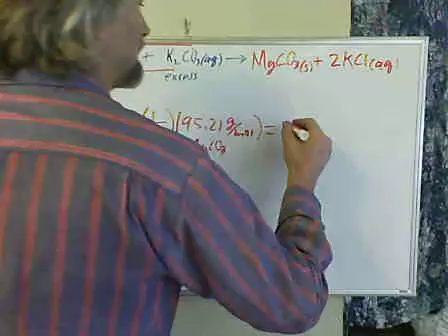 + K₂CO₃(aq) → MgCO₃(s) + 2KCl(aq)
excess
(95.21 g/mol) =